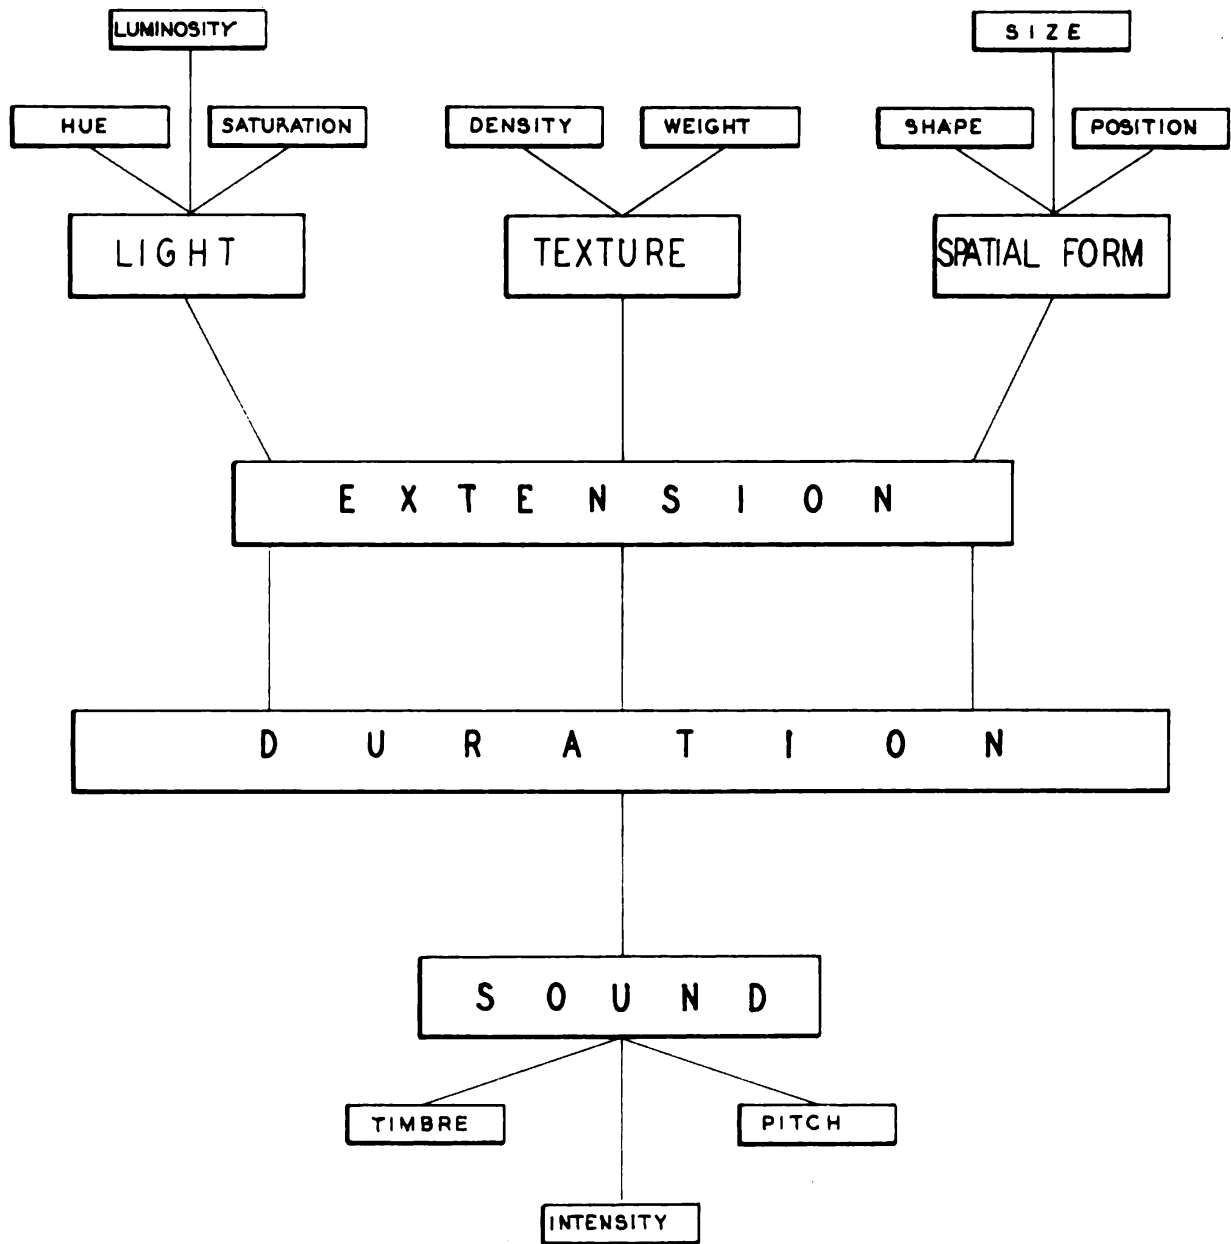 LUMINOSITY
SIZE
HUE
SATURATION
DENSITY
WEIGHT
SHAPE
POSITION
LIGHT
TEXTURE
SPATIAL FORM
EXTENSION
DURATION
SOUND
TIMBRE
PITCH
INTENSITY